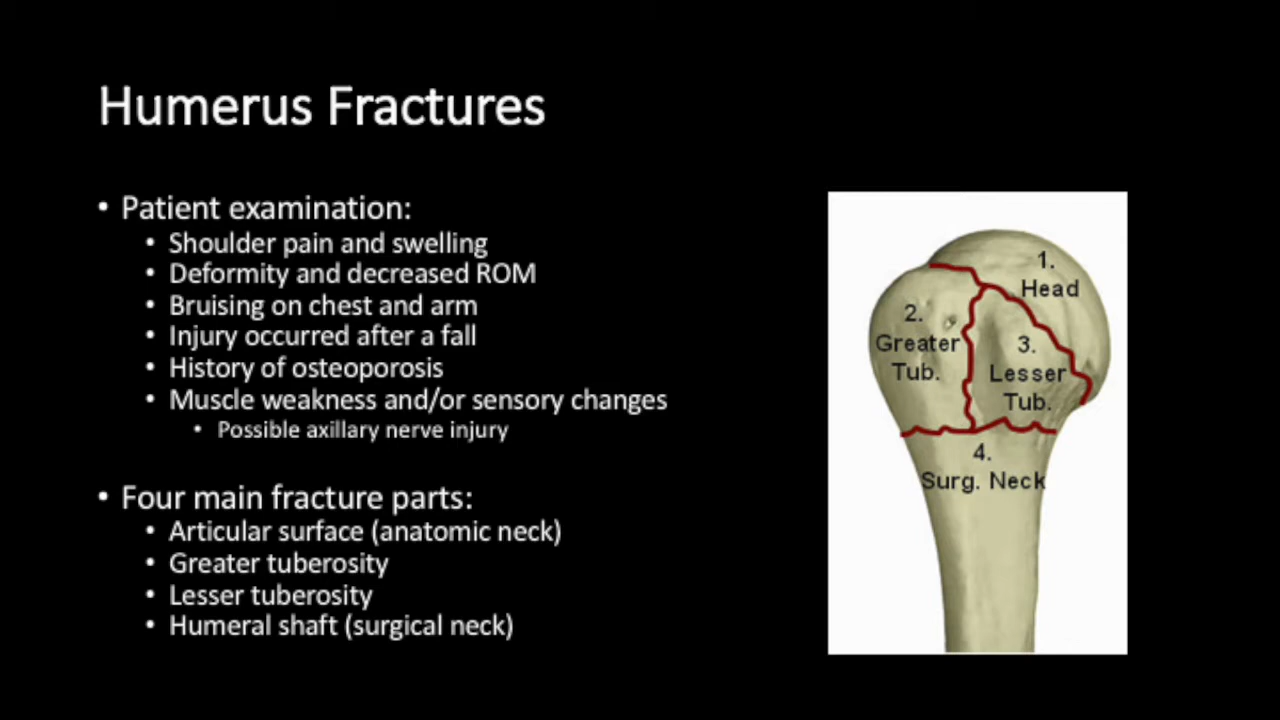 Humerus Fractures
• Patient examination:
• Shoulder pain and swelling
• Deformity and decreased ROM
• Bruising on chest and arm
• Injury occurred after a fall
• History of osteoporosis
• Muscle weakness and/or sensory changes
• Possible axillary nerve injury
• Four main fracture parts:
• Articular surface (anatomic neck)
• Greater tuberosity
• Lesser tuberosity
• Humeral shaft (surgical neck)
1.
Head
2.
Greater
Tub.
3.
Lesser
Tub.
4.
Surg. Neck